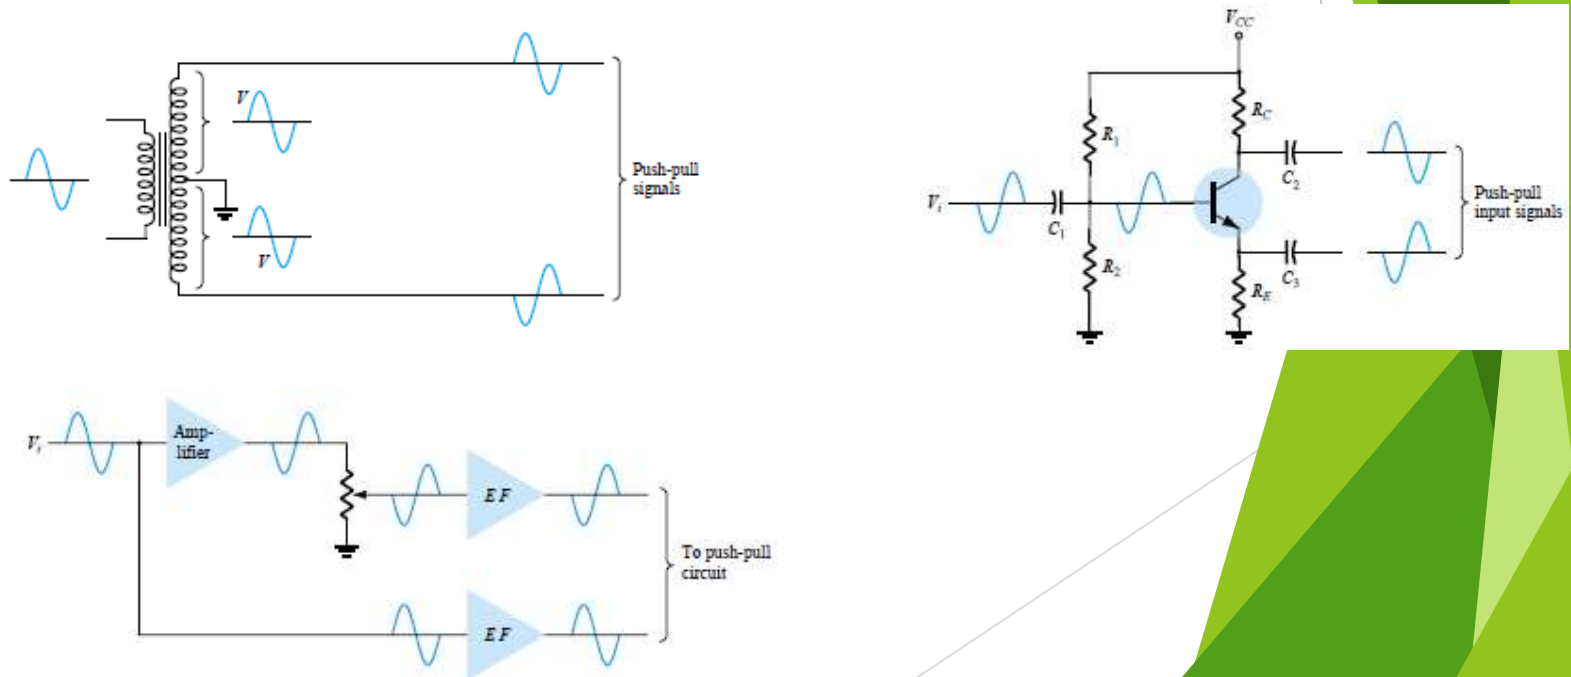 V
V
Push-pull
signals
V_CC
R_C
R_1
C_2
V_i
C_1
Push-pull
input signals
R_2
C_3
R_E
V_i
Amp-
lifier
E F
To push-pull
circuit
E F